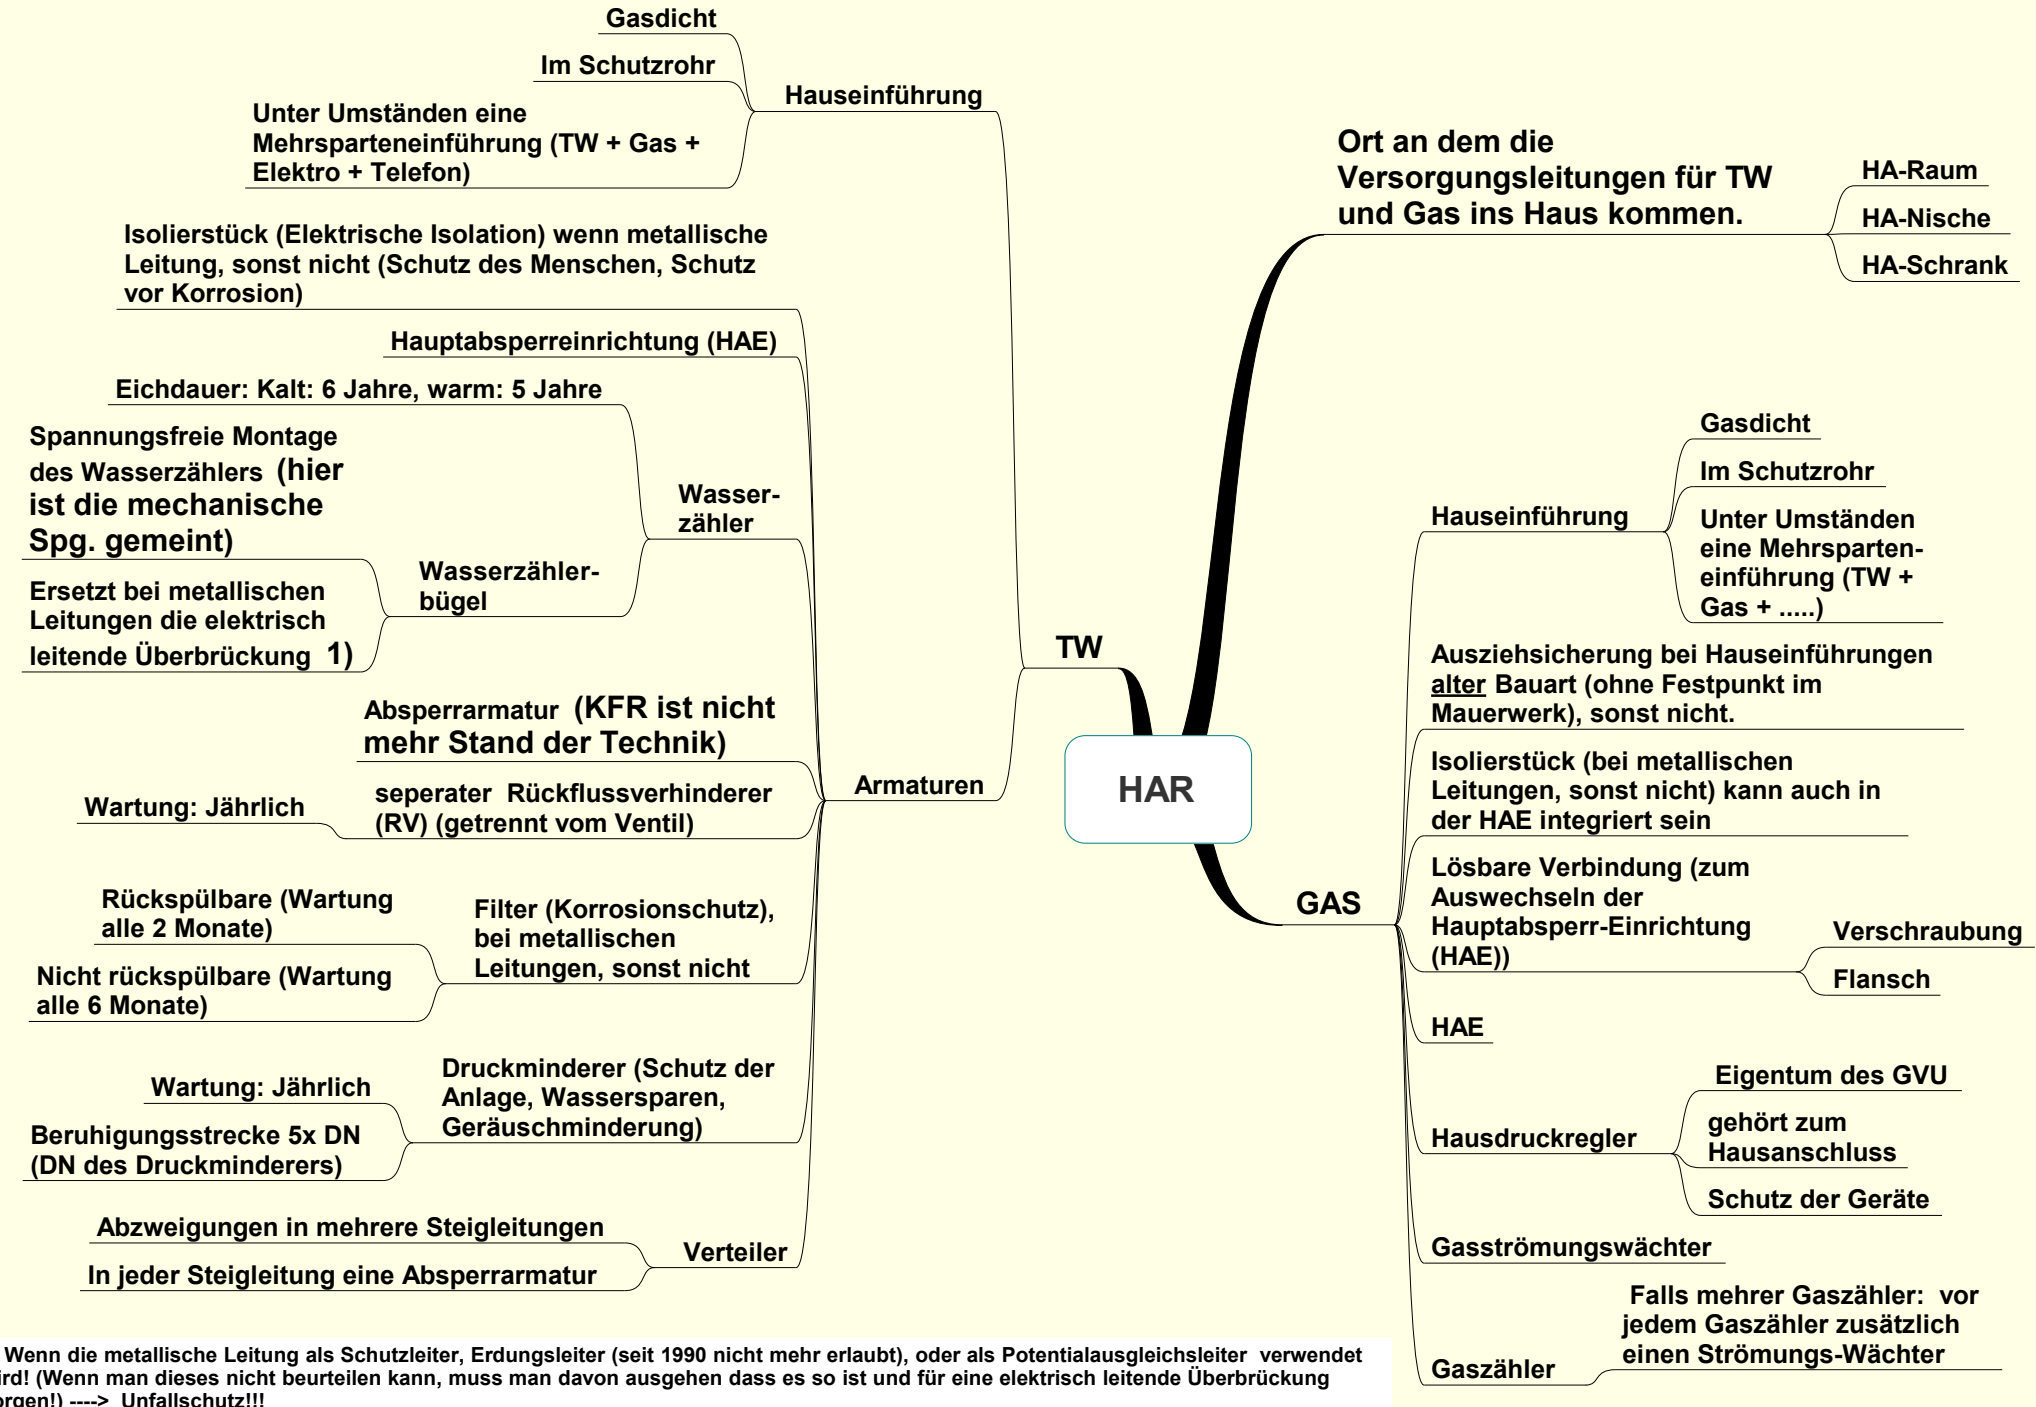 Gasdicht
Im Schutzrohr
Unter Umständen eine
Mehrsparteneinführung (TW + Gas +
Elektro + Telefon)
Hauseinführung
Isolierstück (Elektrische Isolation) wenn metallische
Leitung, sonst nicht (Schutz des Menschen, Schutz
vor Korrosion)
Hauptabsperreinrichtung (HAE)
Eichdauer: Kalt: 6 Jahre, warm: 5 Jahre
Spannungsfreie Montage
des Wasserzählers (hier
ist die mechanische
Spg. gemeint)
Ersetzt bei metallischen
Leitungen die elektrisch
leitende Überbrückung 1)
Wasserzähler-
bügel
Wasser-
zähler
Absperrarmatur (KFR ist nicht
mehr Stand der Technik)
Wartung: Jährlich
seperater Rückflussverhinderer
(RV) (getrennt vom Ventil)
Rückspülbare (Wartung
alle 2 Monate)
Nicht rückspülbare (Wartung
alle 6 Monate)
Filter (Korrosionschutz),
bei metallischen
Leitungen, sonst nicht
Wartung: Jährlich
Beruhigungsstrecke 5x DN
(DN des Druckminderers)
Druckminderer (Schutz der
Anlage, Wassersparen,
Geräuschminderung)
Abzweigungen in mehrere Steigleitungen
In jeder Steigleitung eine Absperrarmatur
Verteiler
Armaturen
TW
HAR
Ort an dem die
Versorgungsleitungen für TW
und Gas ins Haus kommen.
HA-Raum
HA-Nische
HA-Schrank
GAS
Hauseinführung
Gasdicht
Im Schutzrohr
Unter Umständen
eine Mehrsparten-
einführung (TW +
Gas + .....)
Ausziehsicherung bei Hauseinführungen
alter Bauart (ohne Festpunkt im
Mauerwerk), sonst nicht.
Isolierstück (bei metallischen
Leitungen, sonst nicht) kann auch in
der HAE integriert sein
Lösbare Verbindung (zum
Auswechseln der
Hauptabsperr-Einrichtung
(HAE))
Verschraubung
Flansch
HAE
Hausdruckregler
Eigentum des GVU
gehört zum
Hausanschluss
Schutz der Geräte
Gasströmungswächter
Gaszähler
Falls mehrer Gaszähler: vor
jedem Gaszähler zusätzlich
einen Strömungs-Wächter
Wenn die metallische Leitung als Schutzleiter, Erdungsleiter (seit 1990 nicht mehr erlaubt), oder als Potentialausgleichsleiter verwendet
ird! (Wenn man dieses nicht beurteilen kann, muss man davon ausgehen dass es so ist und für eine elektrisch leitende Überbrückung
orgen!) ----> Unfallschutz!!!